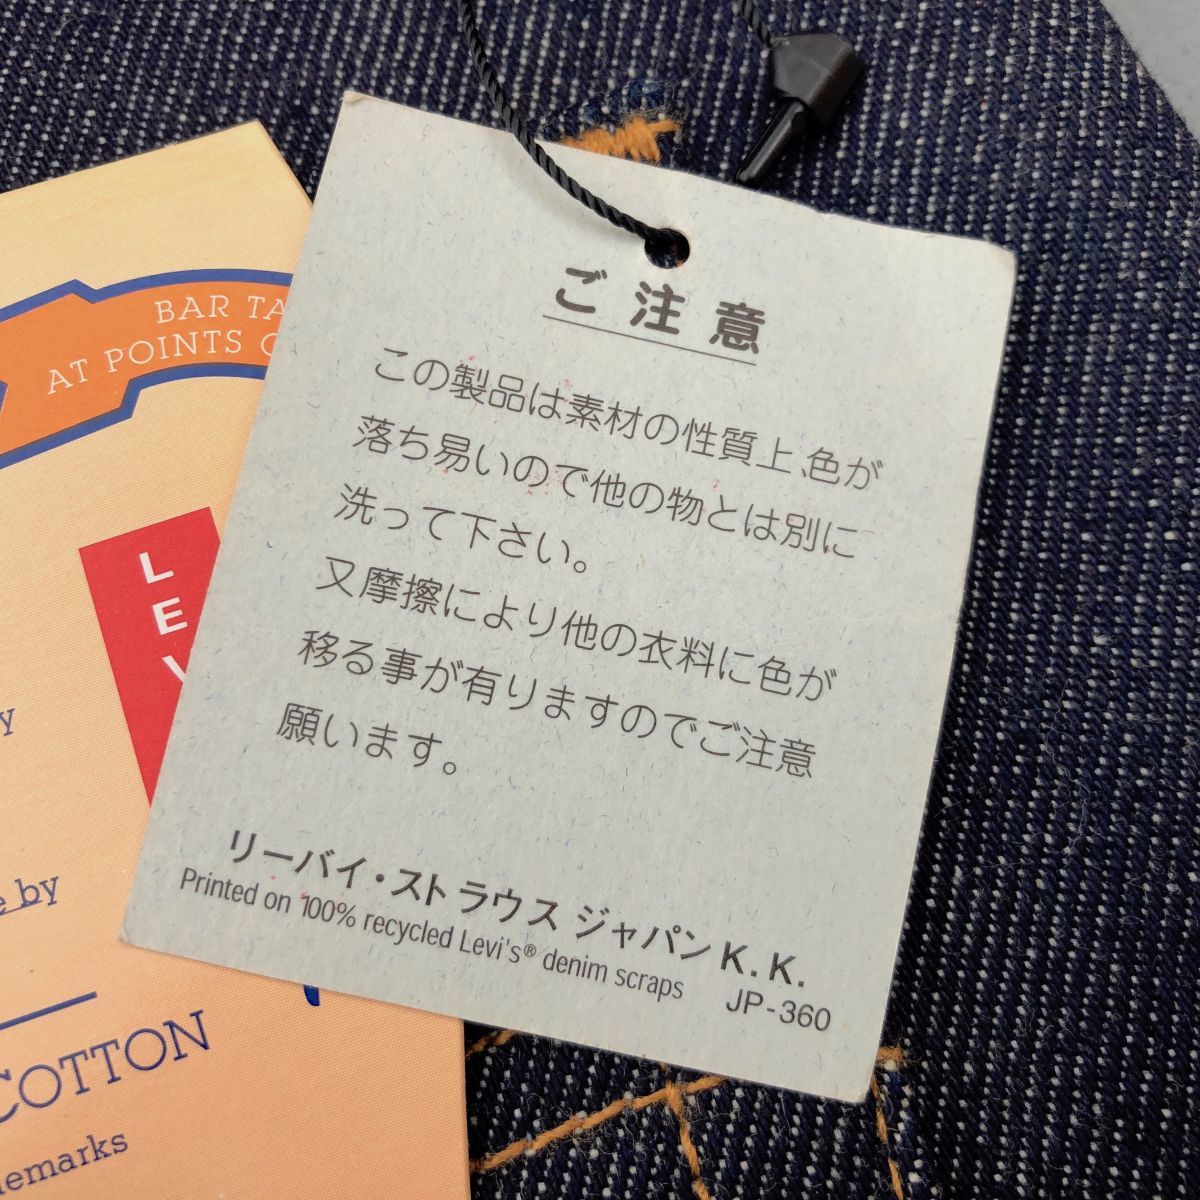 ご注意
この製品は素材の性質上、色が
落ち易いので他の物とは別に
洗って下さい。
又摩擦により他の衣料に色が
移る事が有りますのでご注意
願います。
リーバイ・ストラウス ジャパンK.K.
Printed on 100% recycled Levi's® denim scraps
JP-360
BAR
AT POINTS
by
COTTON